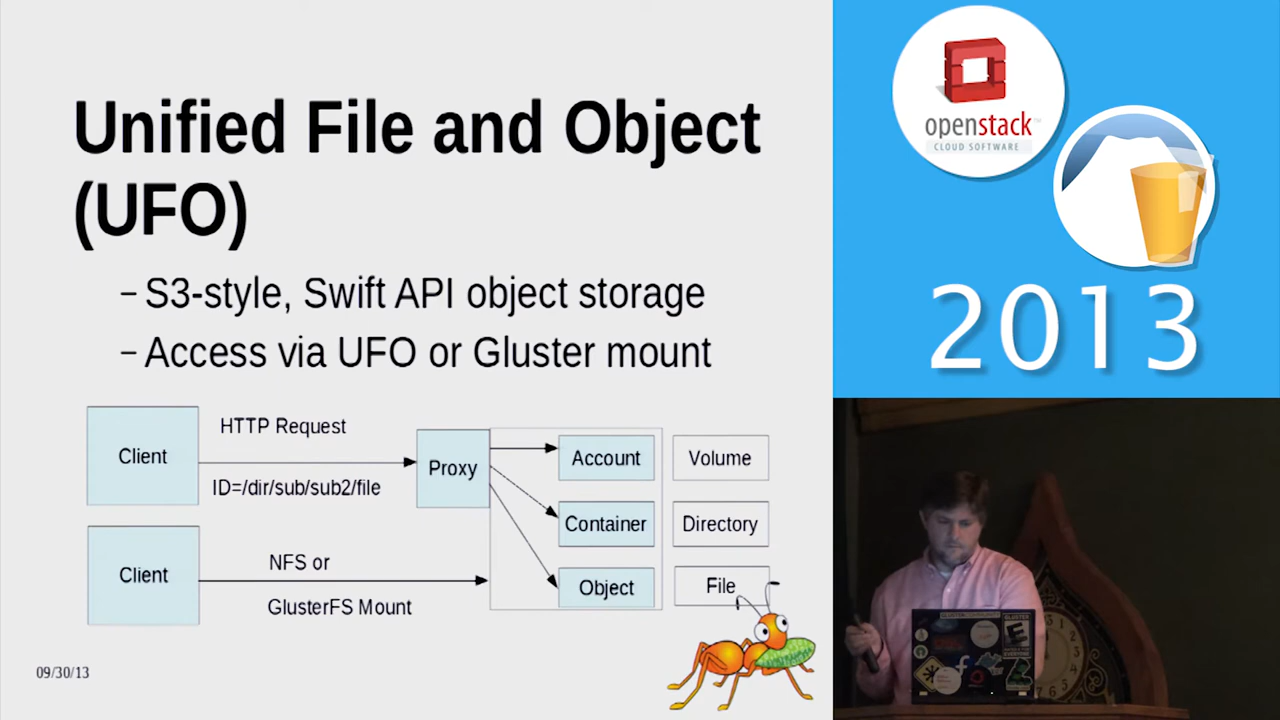 Unified File and Object
(UFO)
– S3-style, Swift API object storage
– Access via UFO or Gluster mount
HTTP Request
Client
ID=/dir/sub/sub2/file
Proxy
Account
Volume
Container
Directory
Client
NFS or
GlusterFS Mount
Object
File
09/30/13
openstack
CLOUD SOFTWARE
2013
GLUSTER
E